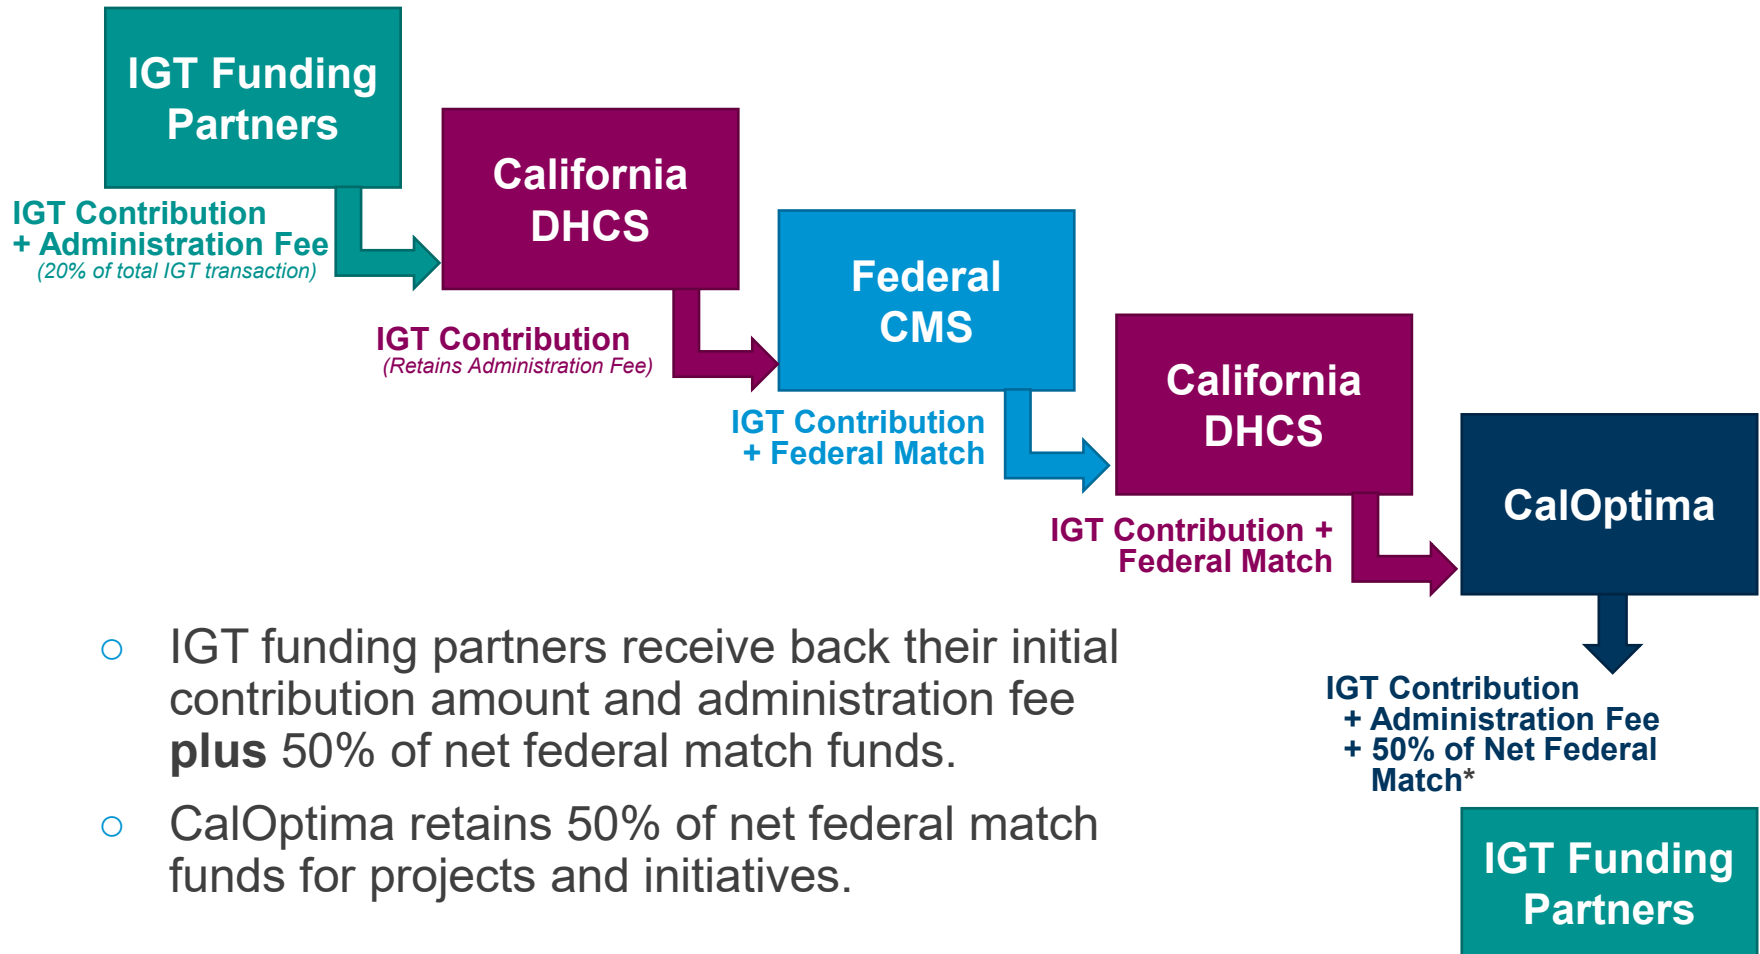 IGT Funding
Partners
IGT Contribution
+ Administration Fee
(20% of total IGT transaction)
California
DHCS
IGT Contribution
(Retains Administration Fee)
Federal
CMS
IGT Contribution
+ Federal Match
California
DHCS
IGT Contribution +
Federal Match
CalOptima
IGT Contribution
+ Administration Fee
+ 50% of Net Federal
Match*
IGT Funding
Partners
○ IGT funding partners receive back their initial
contribution amount and administration fee
plus 50% of net federal match funds.
○ CalOptima retains 50% of net federal match
funds for projects and initiatives.